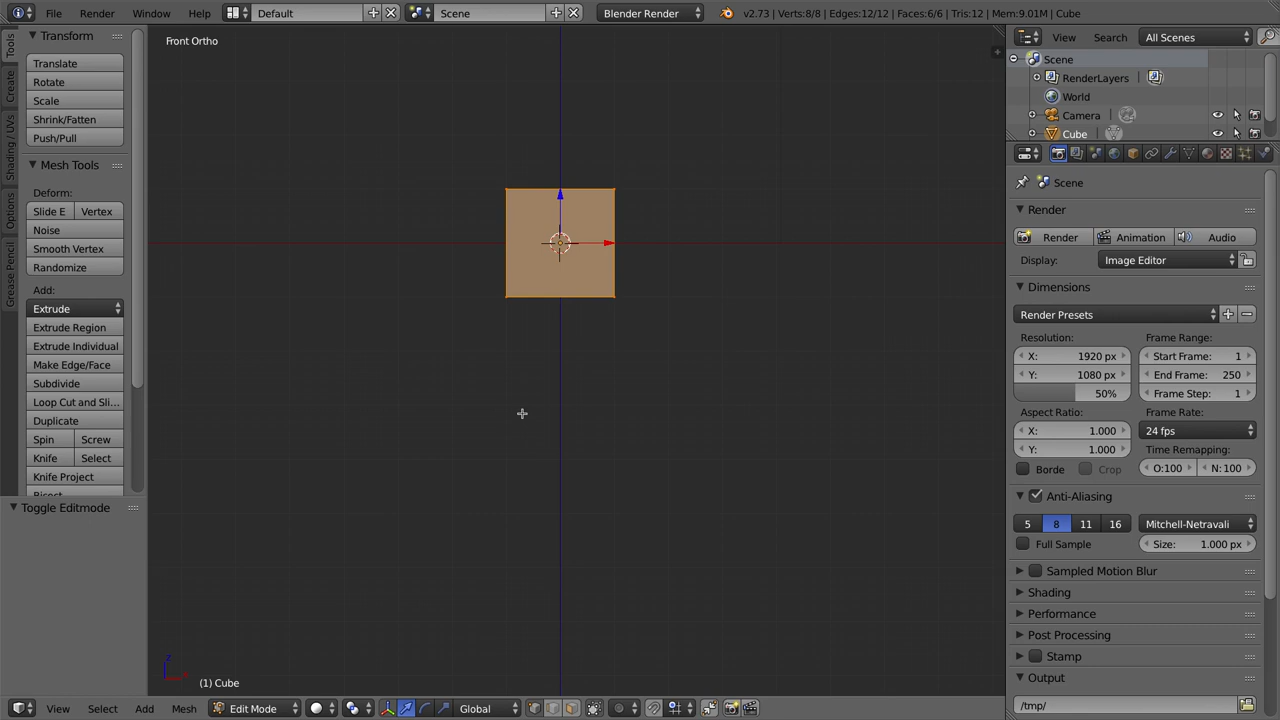 File Render Window Help Default Scene Blender Render v2.73 | Verts:8/8 | Edges:12/12 | Faces:6/6 | Tris:12 | Mem:9.01M | Cube
Tools
Create
Shading / UVs
Options
Grease Pencil
Transform
Translate
Rotate
Scale
Shrink/Fatten
Push/Pull
Mesh Tools
Deform:
Slide E Vertex
Noise
Smooth Vertex
Randomize
Add:
Extrude
Extrude Region
Extrude Individual
Make Edge/Face
Subdivide
Loop Cut and Sli...
Duplicate
Spin Screw
Knife Select
Knife Project
Bisect
Toggle Editmode
Front Ortho
z
(1) Cube
View Select Add Mesh Edit Mode Global
View Search All Scenes
Scene
RenderLayers
World
Camera
Cube
Scene
Render
Render Animation Audio
Display: Image Editor
Dimensions
Render Presets
Resolution: Frame Range:
X: 1920 px Start Frame: 1
Y: 1080 px End Frame: 250
50% Frame Step: 1
Aspect Ratio: Frame Rate:
X: 1.000 24 fps
Y: 1.000 Time Remapping:
Borde Crop O:100 N:100
Anti-Aliasing
5 8 11 16 Mitchell-Netravali
Full Sample Size: 1.000 px
Sampled Motion Blur
Shading
Performance
Post Processing
Stamp
Output
/tmp/